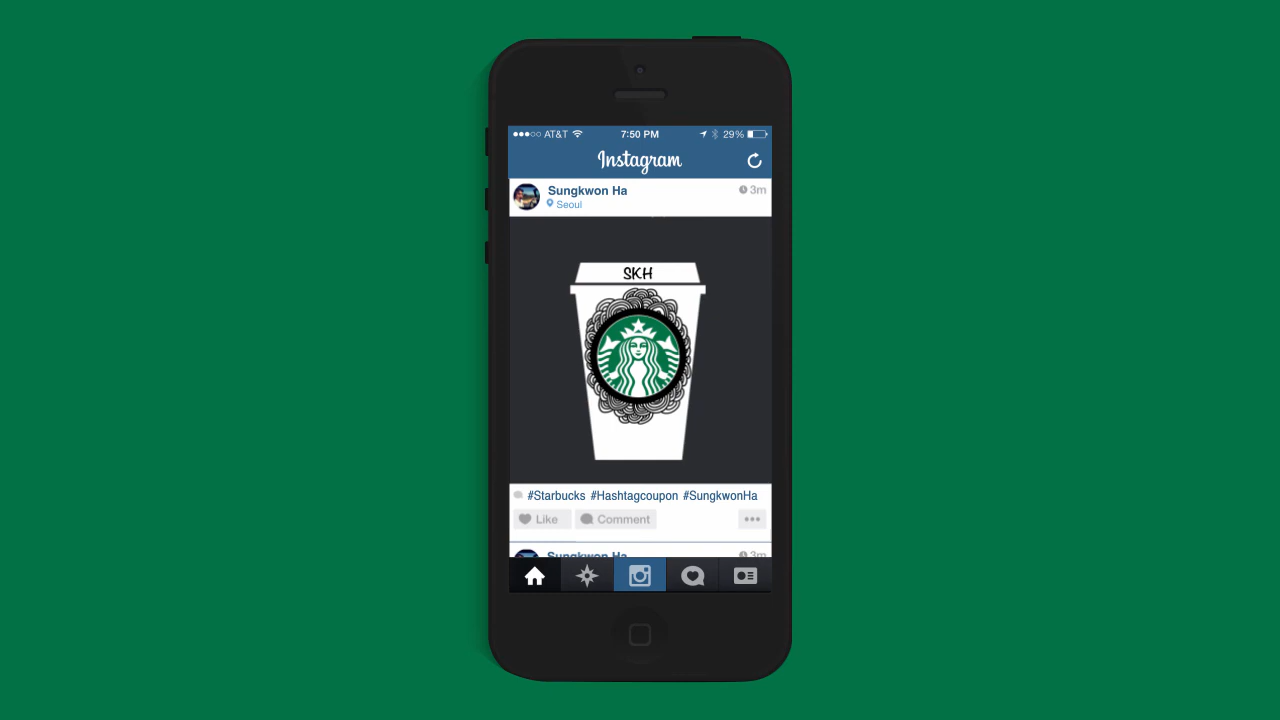 AT&T 7:50 PM 29%
Instagram
Sungkwon Ha 3m
Seoul
SKH
#Starbucks #Hashtagcoupon #SungkwonHa
Like Comment
Sungkwon Ha 3m